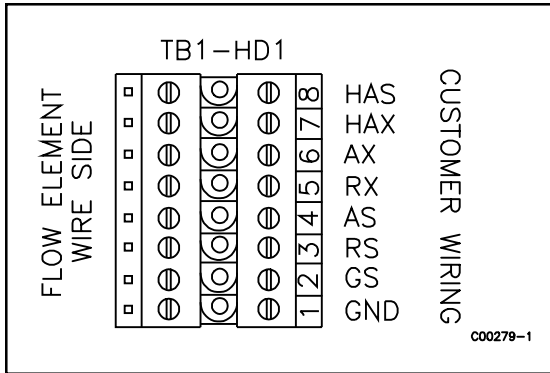 TB1-HD1
FLOW ELEMENT
WIRE SIDE
8 HAS
7 HAX
6 AX
5 RX
4 AS
3 RS
2 GS
1 GND
CUSTOMER WIRING
C00279-1